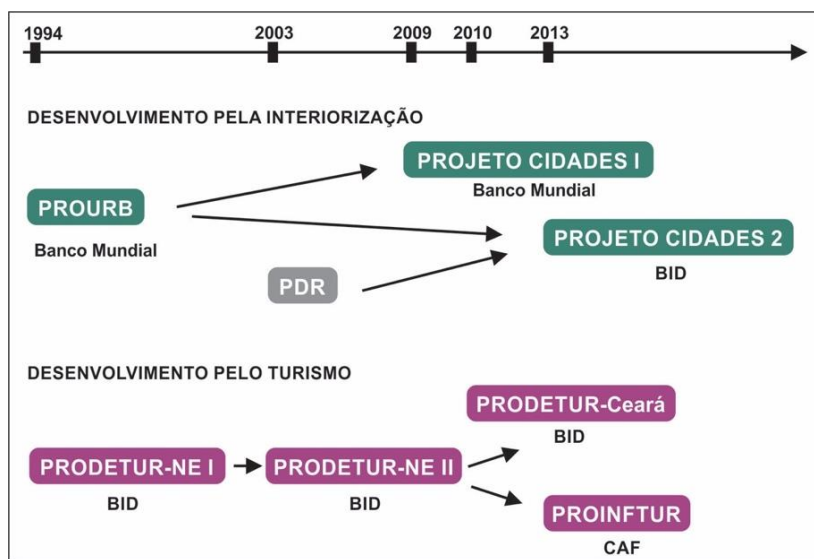 1994 2003 2009 2010 2013
DESENVOLVIMENTO PELA INTERIORIZAÇÃO
PROJETO CIDADES I
Banco Mundial
PROURB
Banco Mundial
PROJETO CIDADES 2
BID
PDR
DESENVOLVIMENTO PELO TURISMO
PRODETUR-Ceará
BID
PRODETUR-NE I
BID
PRODETUR-NE II
BID
PROINFTUR
CAF